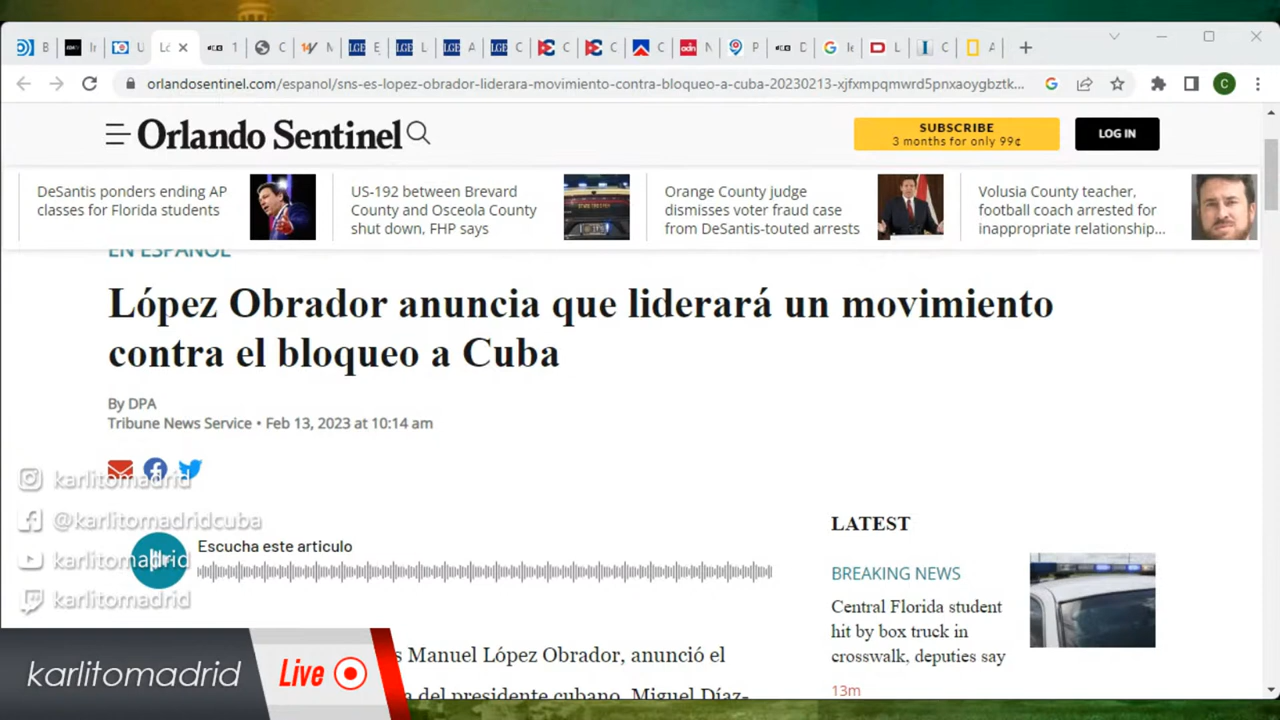 orlandosentinel.com/espanol/sns-es-lopez-obrador-liderara-movimiento-contra-bloqueo-a-cuba-20230213-xjfxmpqmwrd5pnxaoygbztk...
Orlando Sentinel
SUBSCRIBE
3 months for only 99¢
LOG IN
DeSantis ponders ending AP
classes for Florida students
US-192 between Brevard
County and Osceola County
shut down, FHP says
Orange County judge
dismisses voter fraud case
from DeSantis-touted arrests
Volusia County teacher,
football coach arrested for
inappropriate relationship...
EN ESPAÑOL
López Obrador anuncia que liderará un movimiento
contra el bloqueo a Cuba
By DPA
Tribune News Service • Feb 13, 2023 at 10:14 am
karlitomadrid
@karlitomadridcuba
karlitomadrid
karlitomadrid
Escucha este articulo
s Manuel López Obrador, anunció el
a del presidente cubano, Miguel Díaz-
LATEST
BREAKING NEWS
Central Florida student
hit by box truck in
crosswalk, deputies say
13m
karlitomadrid
Live